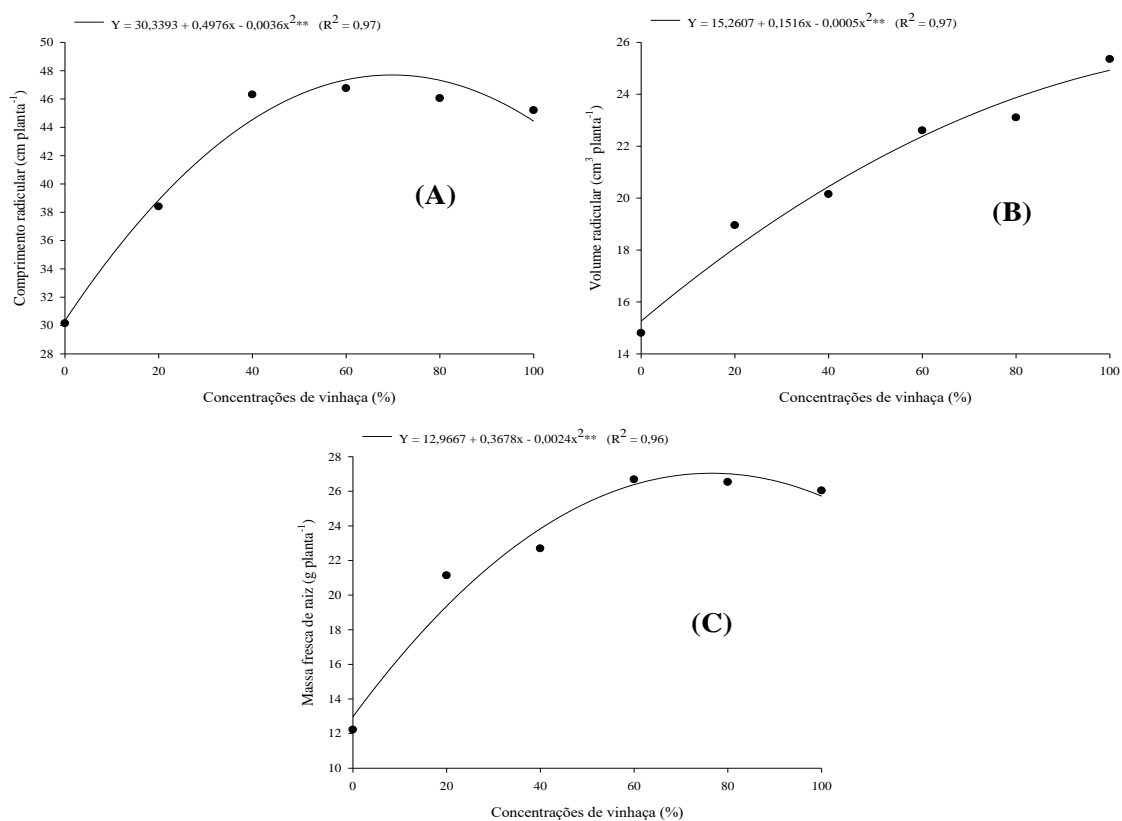 Y = 30,3393 + 0,4976x - 0,0036x²** (R² = 0,97)
50
48
46
44
42
40
38
36
34
32
30
28
Comprimento radicular (cm planta⁻¹)
(A)
0 20 40 60 80 100
Concentrações de vinhaça (%)
Y = 15,2607 + 0,1516x - 0,0005x²** (R² = 0,97)
26
24
22
20
18
16
14
Volume radicular (cm³ planta⁻¹)
(B)
0 20 40 60 80 100
Concentrações de vinhaça (%)
Y = 12,9667 + 0,3678x - 0,0024x²** (R² = 0,96)
28
26
24
22
20
18
16
14
12
10
Massa fresca de raiz (g planta⁻¹)
(C)
0 20 40 60 80 100
Concentrações de vinhaça (%)